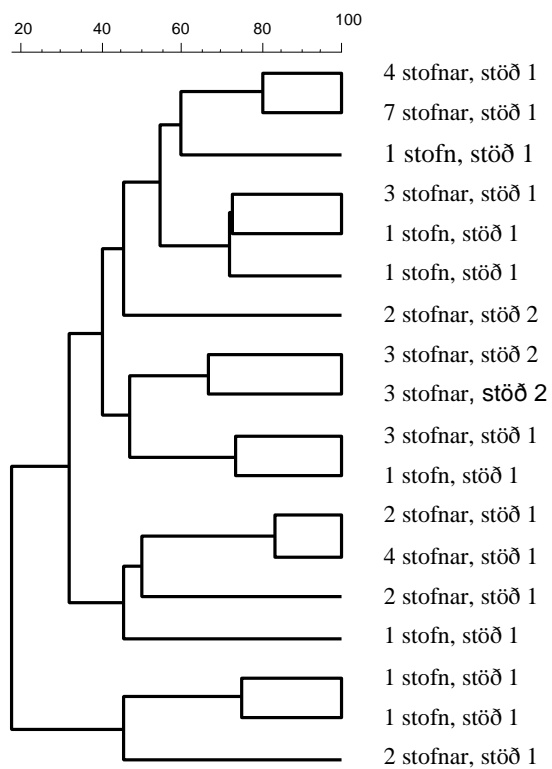 20 40 60 80 100
4 stofnar, stöð 1
7 stofnar, stöð 1
1 stofn, stöð 1
3 stofnar, stöð 1
1 stofn, stöð 1
1 stofn, stöð 1
2 stofnar, stöð 2
3 stofnar, stöð 2
3 stofnar, stöð 2
3 stofnar, stöð 1
1 stofn, stöð 1
2 stofnar, stöð 1
4 stofnar, stöð 1
2 stofnar, stöð 1
1 stofn, stöð 1
1 stofn, stöð 1
1 stofn, stöð 1
2 stofnar, stöð 1